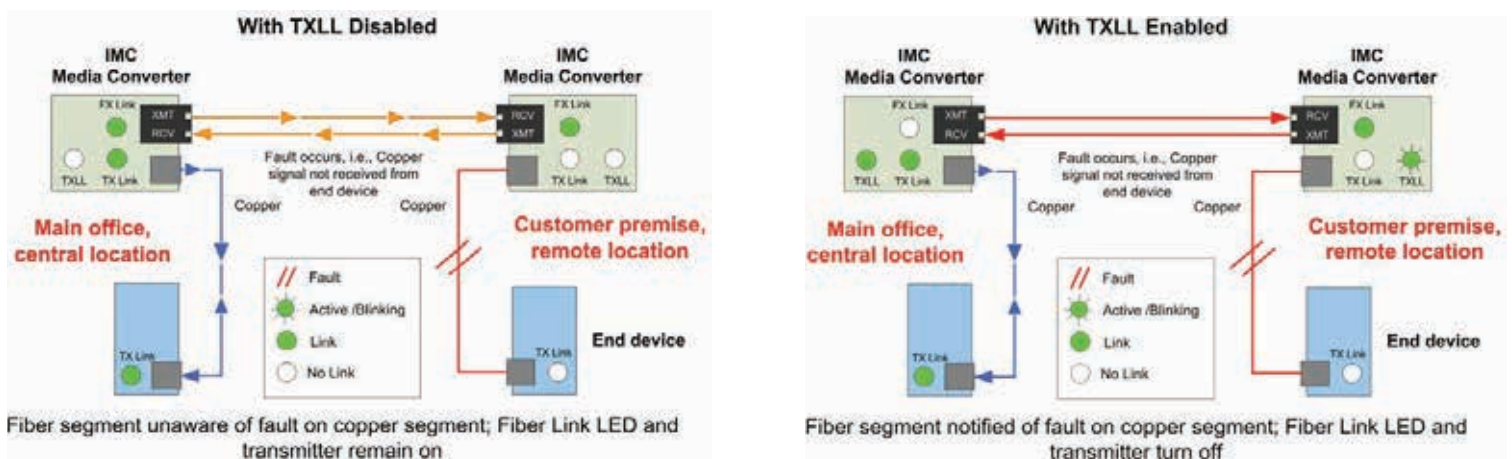 With TXLL Disabled
IMC
Media Converter
IMC
Media Converter
FX Link
XMT
RCV
TXLL
TX Link
FX Link
RCV
XMT
TX Link
TXLL
Fault occurs, i.e., Copper
signal not received from
end device
Copper
Copper
Main office,
central location
Customer premise,
remote location
Fault
Active /Blinking
Link
No Link
TX Link
TX Link
End device
Fiber segment unaware of fault on copper segment; Fiber Link LED and
transmitter remain on
With TXLL Enabled
IMC
Media Converter
IMC
Media Converter
FX Link
XMT
RCV
TXLL
TX Link
FX Link
RCV
XMT
TX Link
TXLL
Fault occurs, i.e., Copper
signal not received from
end device
Copper
Copper
Main office,
central location
Customer premise,
remote location
Fault
Active /Blinking
Link
No Link
TX Link
TX Link
End device
Fiber segment notified of fault on copper segment; Fiber Link LED and
transmitter turn off